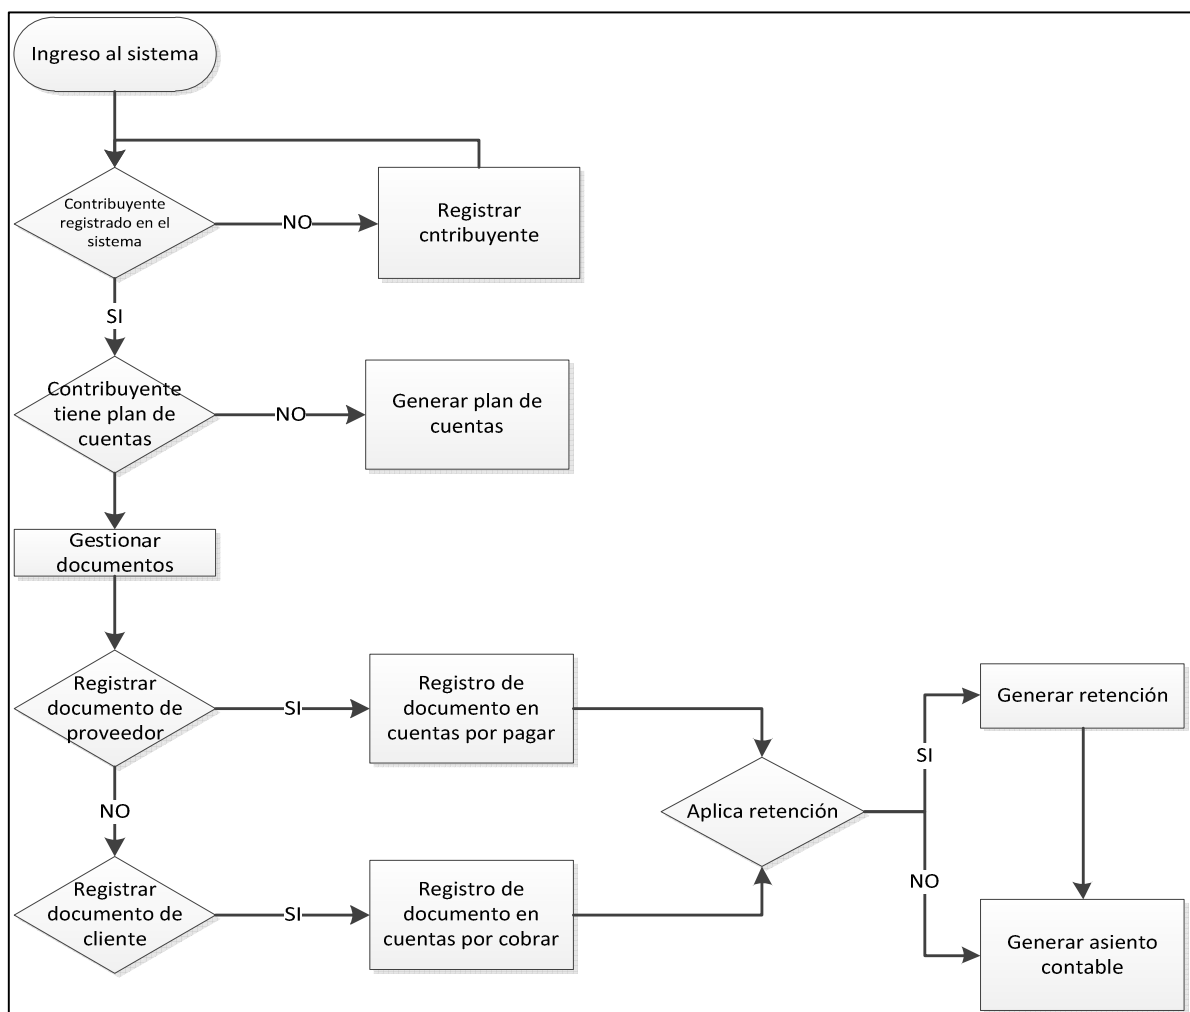 Ingreso al sistema
Contribuyente
registrado en el
sistema
NO
Registrar
cntribuyente
SI
Contribuyente
tiene plan de
cuentas
NO
Generar plan de
cuentas
Gestionar
documentos
Registrar
documento de
proveedor
SI
Registro de
documento en
cuentas por pagar
Generar retención
SI
Aplica retención
NO
NO
Registrar
documento de
cliente
SI
Registro de
documento en
cuentas por cobrar
Generar asiento
contable